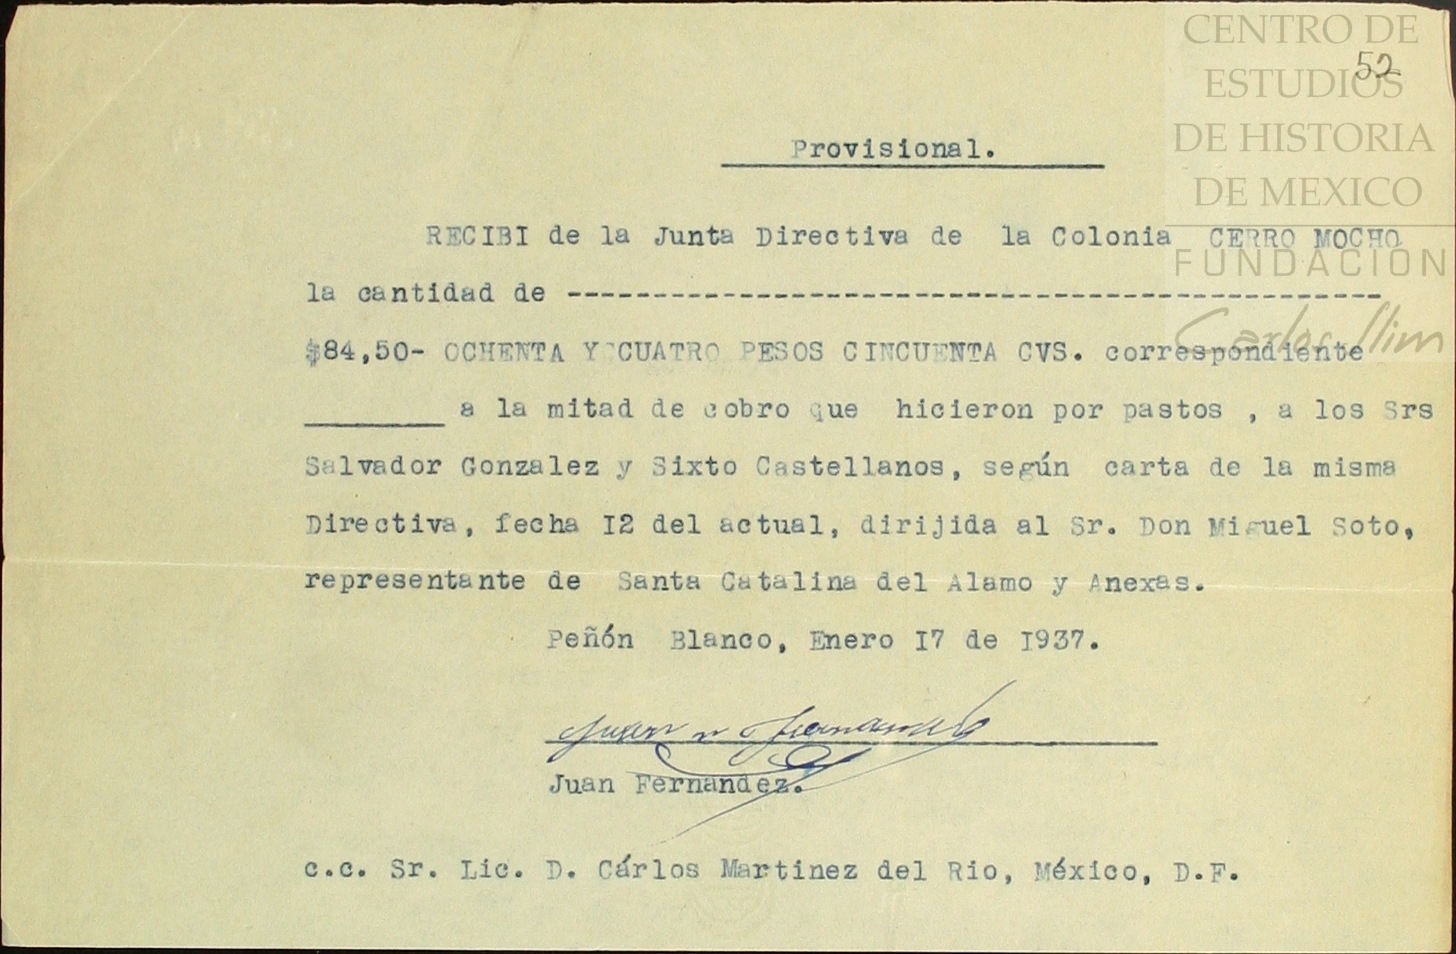 CENTRO DE
ESTUDIOS
DE HISTORIA
DE MEXICO
FUNDACION
Carlos Slim
52
Provisional.
RECIBI de la Junta Directiva de la Colonia CERRO MOCHO
la cantidad de ------------------------------------------------
$84,50- OCHENTA Y CUATRO PESOS CINCUENTA CVS. correspondiente
________ a la mitad de cobro que hicieron por pastos , a los Srs
Salvador Gonzalez y Sixto Castellanos, según carta de la misma
Directiva, fecha I2 del actual, dirijida al Sr. Don Miguel Soto,
representante de Santa Catalina del Alamo y Anexas.
Peñón Blanco, Enero I7 de I937.
Juan n Fernandez
Juan Fernandez.
c.c. Sr. Lic. D. Cárlos Martinez del Rio, México, D.F.